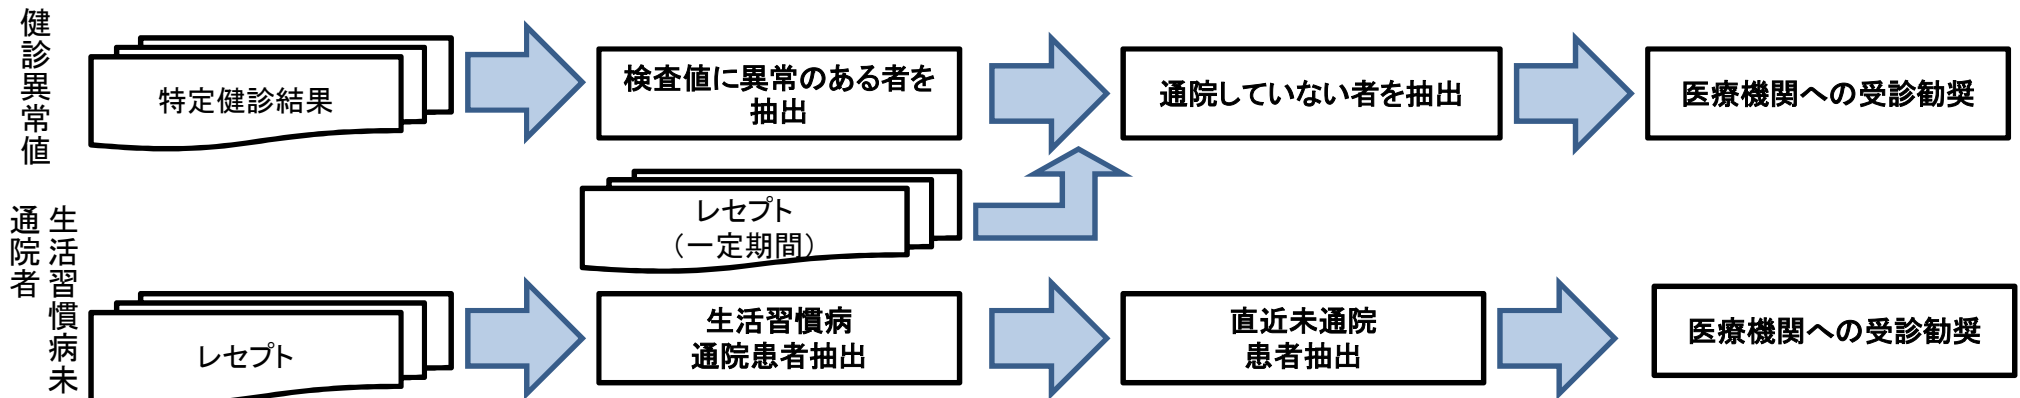 健診異常値
特定健診結果
検査値に異常のある者を
抽出
通院していない者を抽出
医療機関への受診勧奨
レセプト
（一定期間）
生活習慣病未
通院者
レセプト
生活習慣病
通院患者抽出
直近未通院
患者抽出
医療機関への受診勧奨